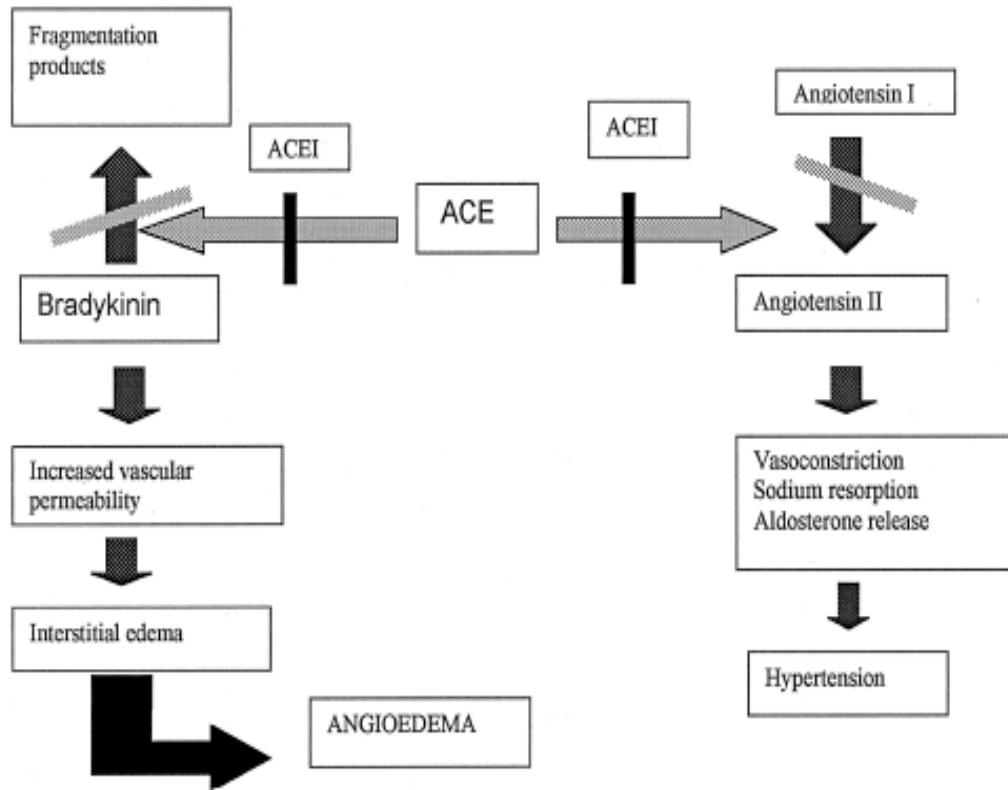 Fragmentation
products
ACEI
ACEI
Angiotensin I
ACE
Bradykinin
Angiotensin II
Increased vascular
permeability
Vasoconstriction
Sodium resorption
Aldosterone release
Interstitial edema
Hypertension
ANGIOEDEMA